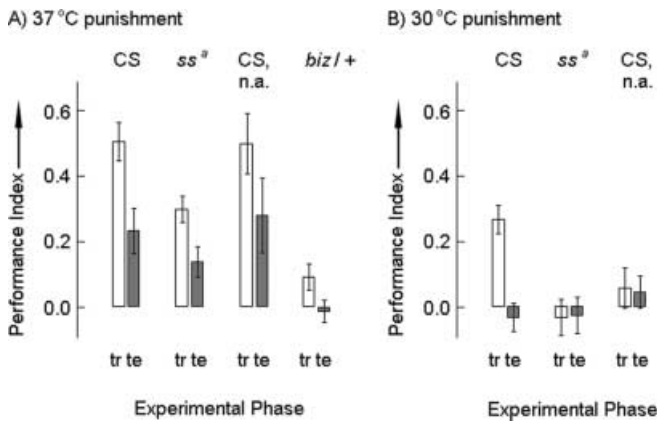 A) 37 °C punishment
CS ss a CS, n.a. biz / +
0.6
0.4
0.2
0.0
Performance Index
tr te tr te tr te tr te
Experimental Phase
B) 30 °C punishment
CS ss a CS, n.a.
0.6
0.4
0.2
0.0
Performance Index
tr te tr te tr te
Experimental Phase